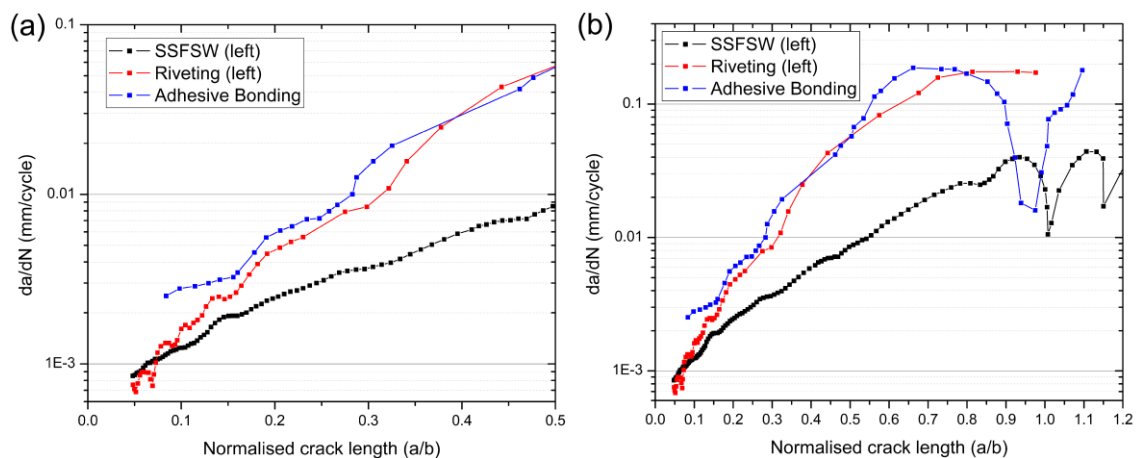 (a)
SSFSW (left)
Riveting (left)
Adhesive Bonding
da/dN (mm/cycle)
0.1
0.01
1E-3
0.0 0.1 0.2 0.3 0.4 0.5
Normalised crack length (a/b)
(b)
SSFSW (left)
Riveting (left)
Adhesive Bonding
da/dN (mm/cycle)
0.1
0.01
1E-3
0.0 0.1 0.2 0.3 0.4 0.5 0.6 0.7 0.8 0.9 1.0 1.1 1.2
Normalised crack length (a/b)